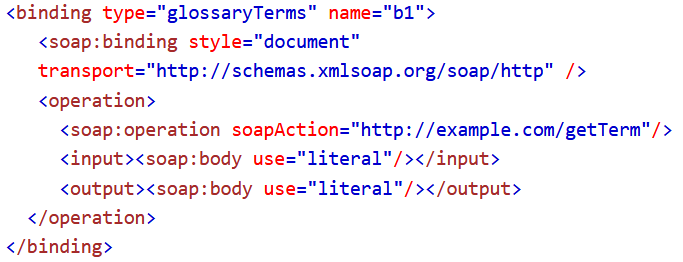 <binding type="glossaryTerms" name="b1">
<soap:binding style="document"
transport="http://schemas.xmlsoap.org/soap/http" />
<operation>
<soap:operation soapAction="http://example.com/getTerm"/>
<input><soap:body use="literal"/></input>
<output><soap:body use="literal"/></output>
</operation>
</binding>